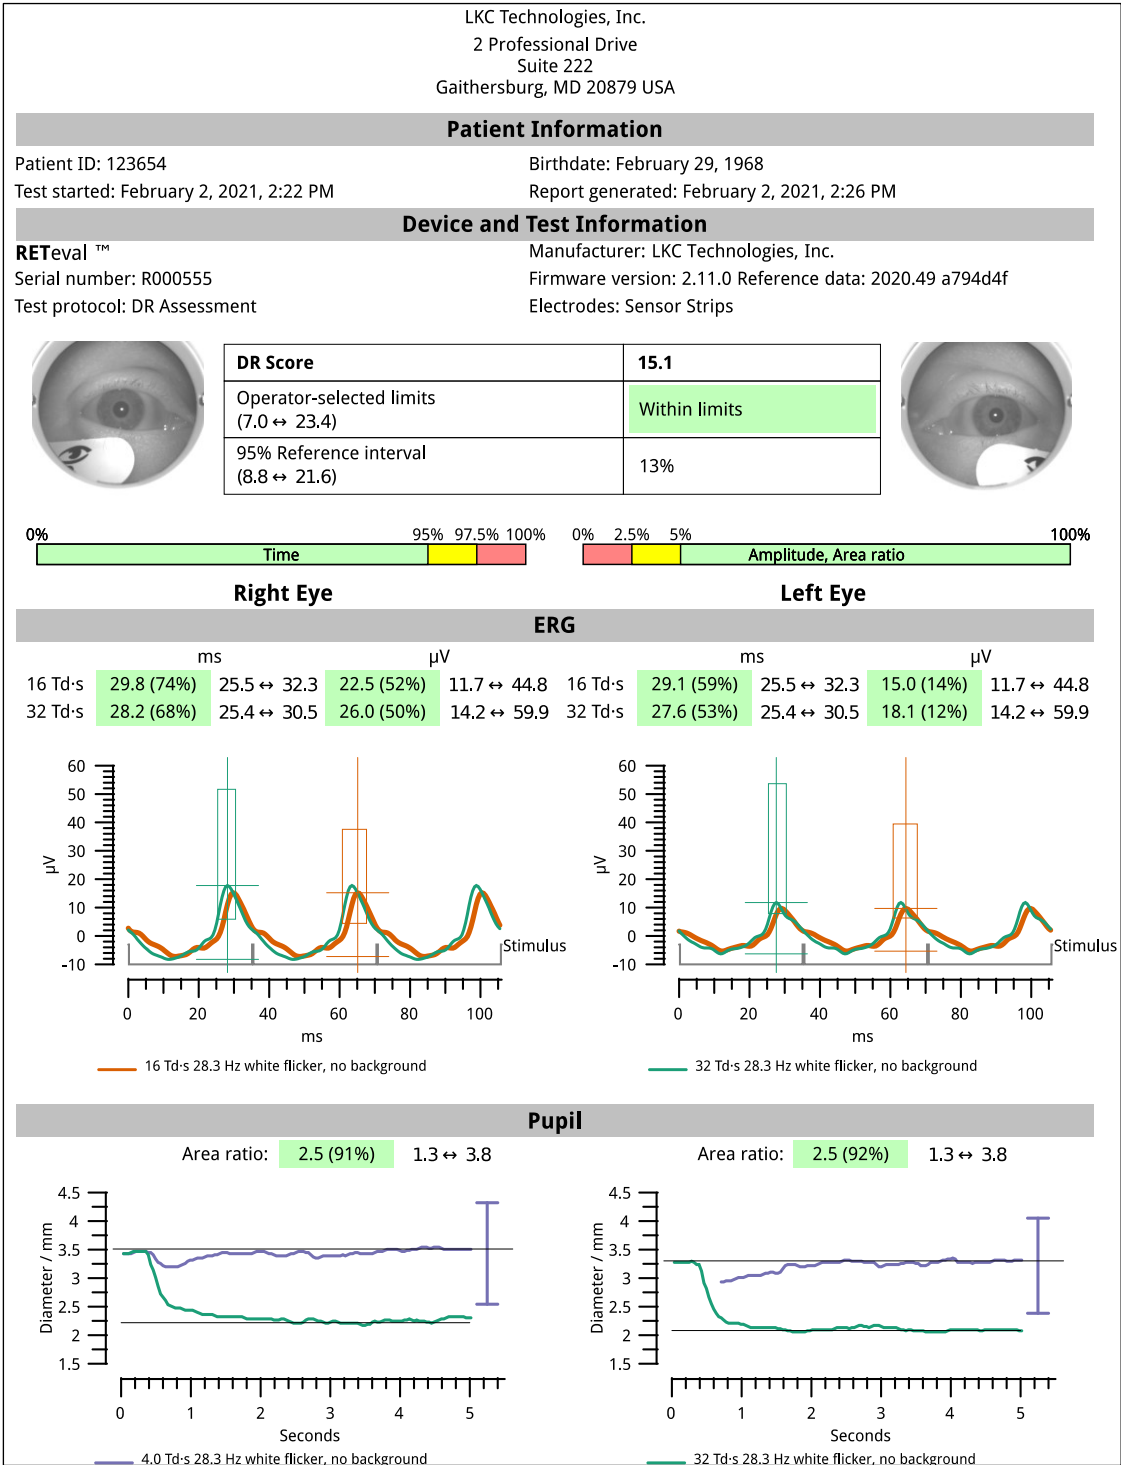 LKC Technologies, Inc.
2 Professional Drive
Suite 222
Gaithersburg, MD 20879 USA
Patient Information
Patient ID: 123654 Birthdate: February 29, 1968
Test started: February 2, 2021, 2:22 PM Report generated: February 2, 2021, 2:26 PM
Device and Test Information
RETeval ™ Manufacturer: LKC Technologies, Inc.
Serial number: R000555 Firmware version: 2.11.0 Reference data: 2020.49 a794d4f
Test protocol: DR Assessment Electrodes: Sensor Strips
DR Score 15.1
Operator-selected limits
(7.0 ↔ 23.4) Within limits
95% Reference interval
(8.8 ↔ 21.6) 13%
0% 95% 97.5% 100% 0% 2.5% 5% 100%
Time Amplitude, Area ratio
Right Eye Left Eye
ERG
ms µV ms µV
16 Td·s 29.8 (74%) 25.5 ↔ 32.3 22.5 (52%) 11.7 ↔ 44.8 16 Td·s 29.1 (59%) 25.5 ↔ 32.3 15.0 (14%) 11.7 ↔ 44.8
32 Td·s 28.2 (68%) 25.4 ↔ 30.5 26.0 (50%) 14.2 ↔ 59.9 32 Td·s 27.6 (53%) 25.4 ↔ 30.5 18.1 (12%) 14.2 ↔ 59.9
60 60
50 50
40 40
30 30
µV µV
20 20
10 10
0 0
Stimulus Stimulus
-10 -10
0 20 40 60 80 100 0 20 40 60 80 100
ms ms
16 Td·s 28.3 Hz white flicker, no background 32 Td·s 28.3 Hz white flicker, no background
Pupil
Area ratio: 2.5 (91%) 1.3 ↔ 3.8 Area ratio: 2.5 (92%) 1.3 ↔ 3.8
4.5 4.5
4 4
3.5 3.5
Diameter / mm Diameter / mm
3 3
2.5 2.5
2 2
1.5 1.5
0 1 2 3 4 5 0 1 2 3 4 5
Seconds Seconds
4.0 Td·s 28.3 Hz white flicker, no background 32 Td·s 28.3 Hz white flicker, no background